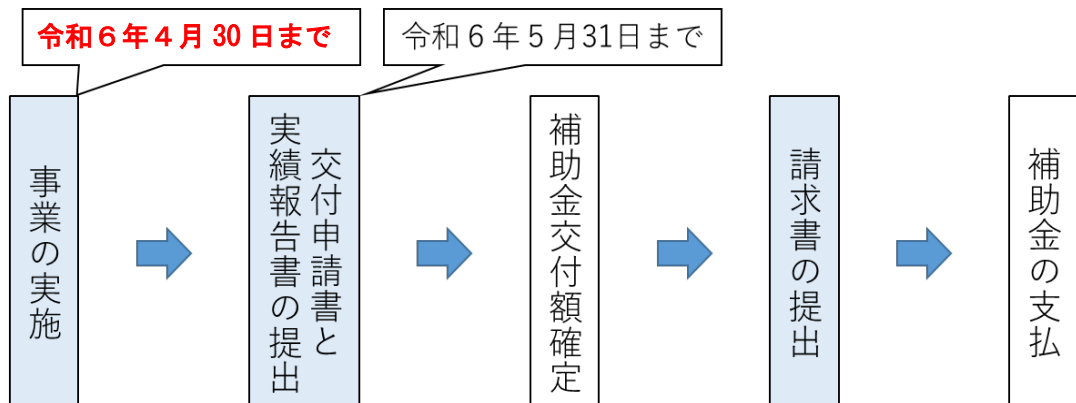 令和６年４月 30 日まで
令和６年５月31日まで
事業の実施
交付申請書と
実績報告書の提出
補助金交付額確定
請求書の提出
補助金の支払